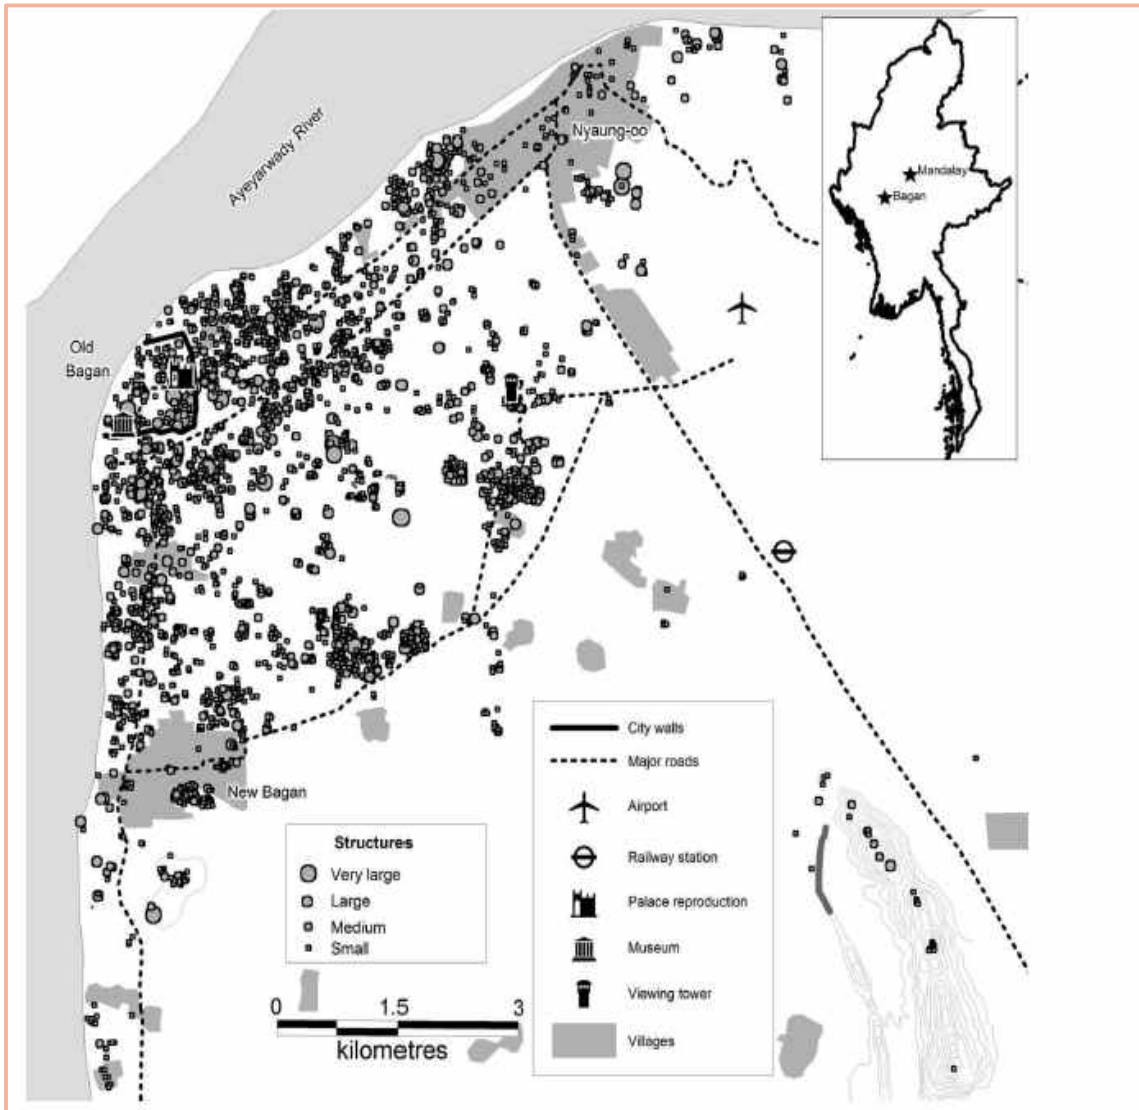 Ayeyarwady River
Nyaung-oo
Mandalay
Bagan
Old
Bagan
New Bagan
Structures
Very large
Large
Medium
Small
0 1.5 3
kilometres
City walls
Major roads
Airport
Railway station
Palace reproduction
Museum
Viewing tower
Villages